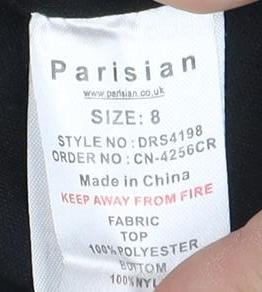 Parisian
www.parisian.co.uk
SIZE: 8
STYLE NO : DRS4198
ORDER NO : CN-4256CR
Made in China
KEEP AWAY FROM FIRE
FABRIC
TOP
100%POLYESTER
BOTTOM